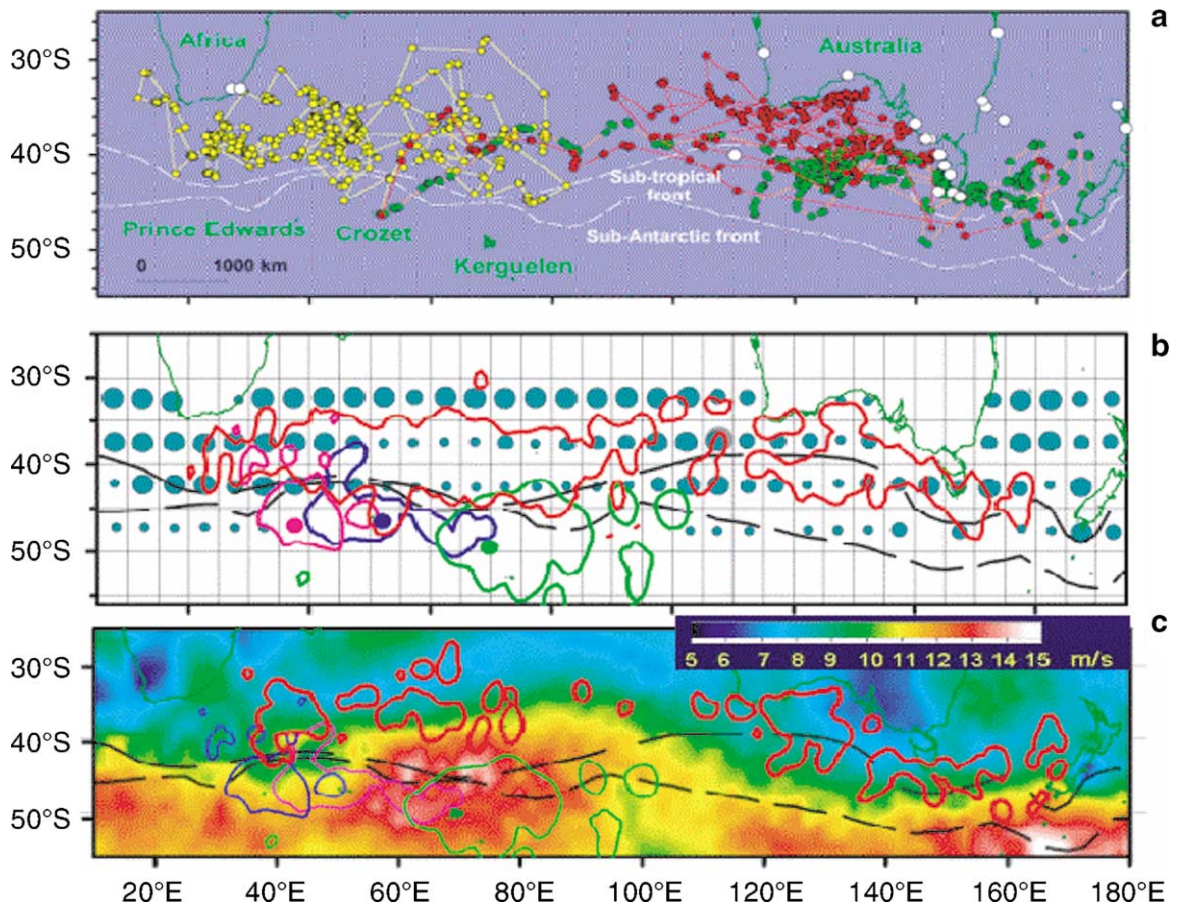 a
30°S
Africa
Australia
40°S
Sub-tropical
front
Prince Edwards
Crozet
Sub-Antarctic front
50°S
0 1000 km
Kerguelen
b
30°S
40°S
50°S
c
5 6 7 8 9 10 11 12 13 14 15 m/s
30°S
40°S
50°S
20°E 40°E 60°E 80°E 100°E 120°E 140°E 160°E 180°E